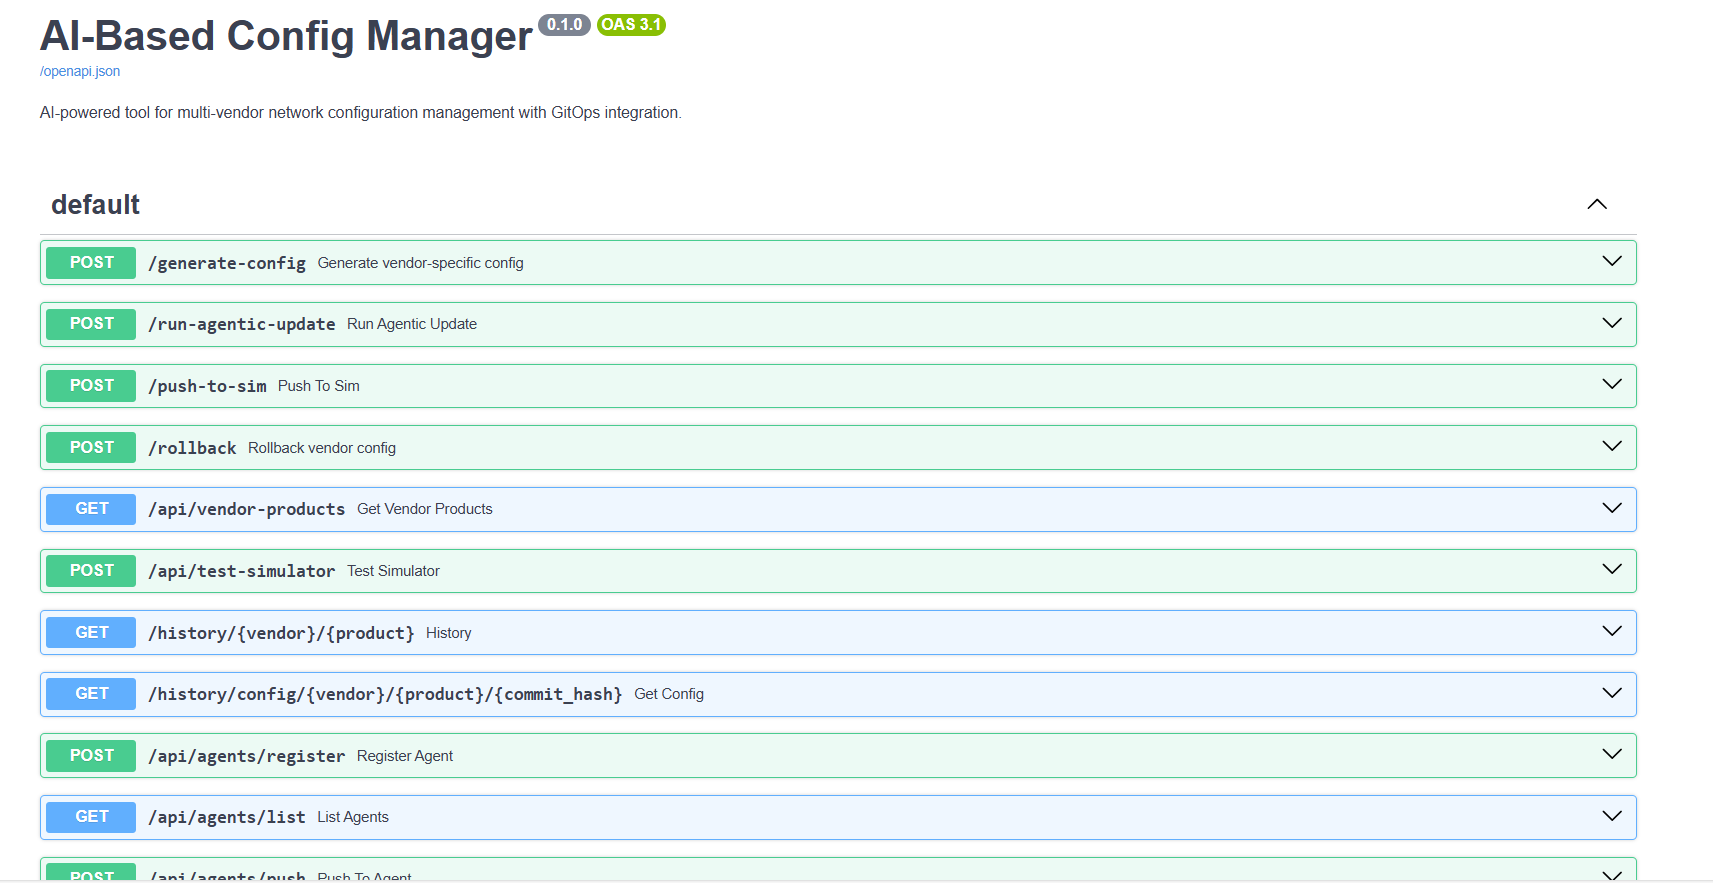 AI-Based Config Manager 0.1.0 OAS 3.1
/openapi.json
AI-powered tool for multi-vendor network configuration management with GitOps integration.
default
POST /generate-config Generate vendor-specific config
POST /run-agentic-update Run Agentic Update
POST /push-to-sim Push To Sim
POST /rollback Rollback vendor config
GET /api/vendor-products Get Vendor Products
POST /api/test-simulator Test Simulator
GET /history/{vendor}/{product} History
GET /history/config/{vendor}/{product}/{commit_hash} Get Config
POST /api/agents/register Register Agent
GET /api/agents/list List Agents
POST /api/agents/push Push To Agent